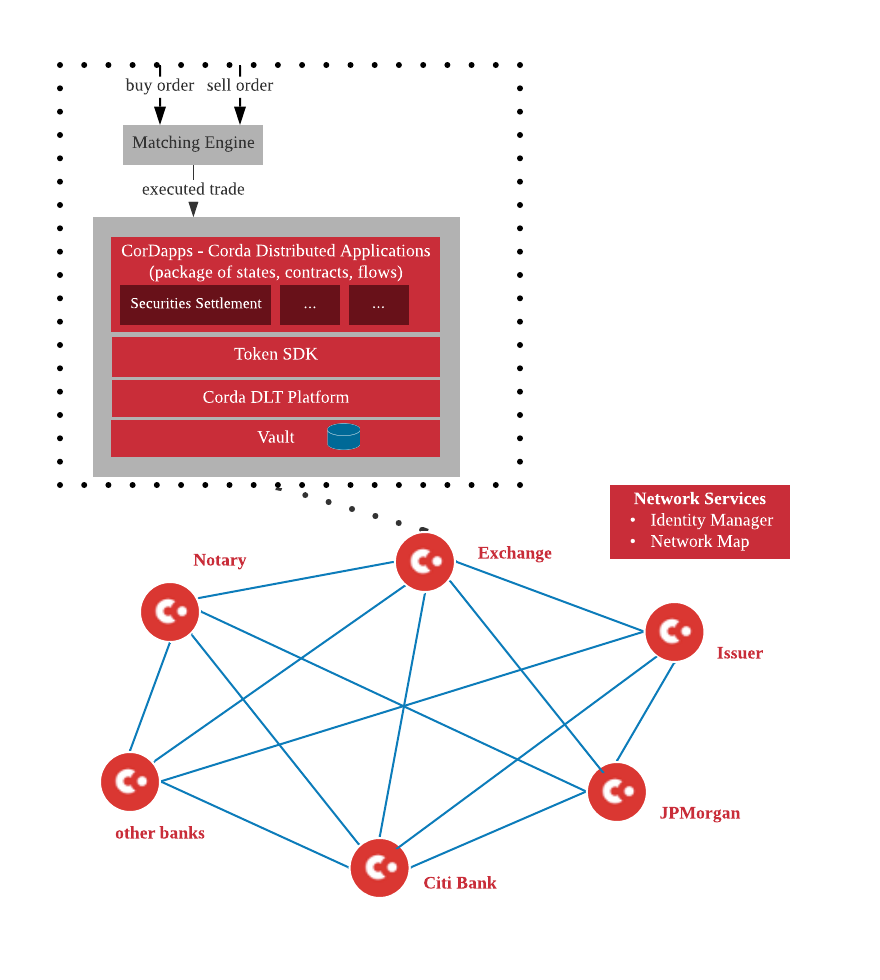 buy order sell order
Matching Engine
executed trade
CorDapps - Corda Distributed Applications
(package of states, contracts, flows)
Securities Settlement ... ...
Token SDK
Corda DLT Platform
Vault
Network Services
• Identity Manager
• Network Map
Exchange
Notary
Issuer
JPMorgan
other banks
Citi Bank